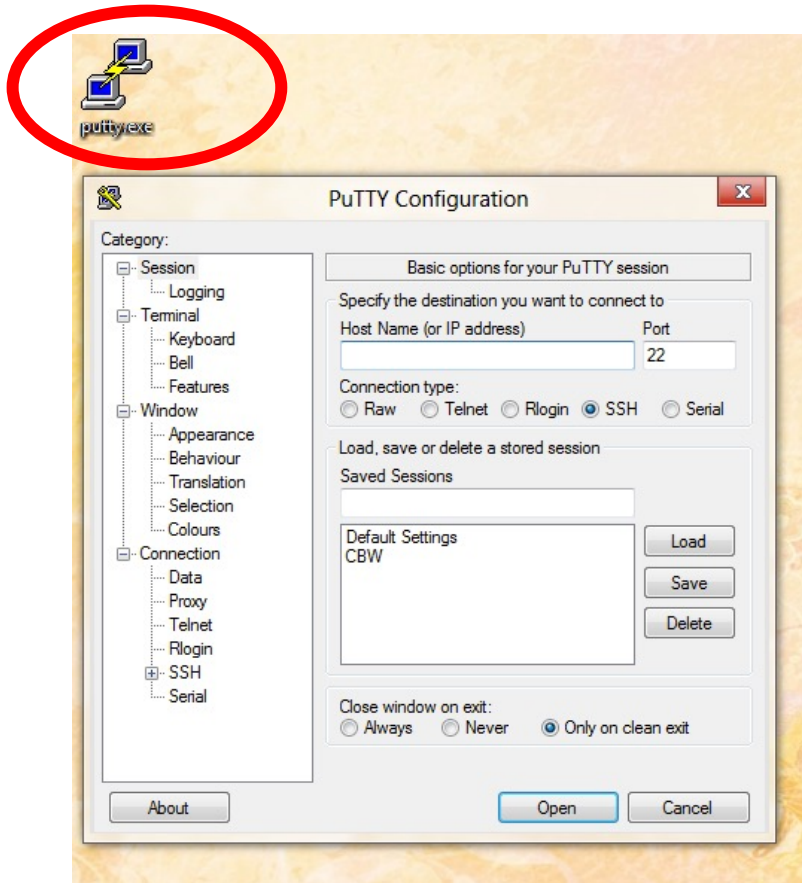 putty.exe
PuTTY Configuration
x
Category:
Session
Logging
Terminal
Keyboard
Bell
Features
Window
Appearance
Behaviour
Translation
Selection
Colours
Connection
Data
Proxy
Telnet
Rlogin
SSH
Serial
Basic options for your PuTTY session
Specify the destination you want to connect to
Host Name (or IP address) Port
22
Connection type:
Raw Telnet Rlogin SSH Serial
Load, save or delete a stored session
Saved Sessions
Default Settings
CBW
Load
Save
Delete
Close window on exit:
Always Never Only on clean exit
About Open Cancel